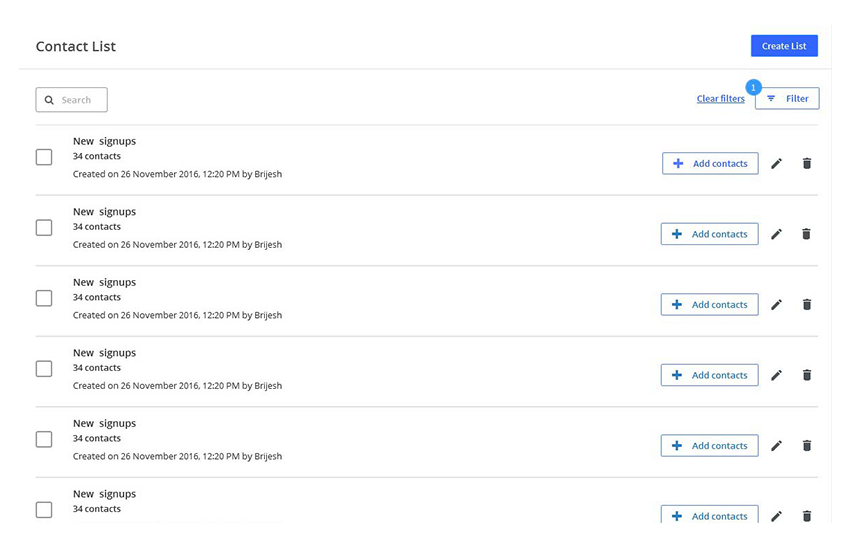 Contact List
Create List
Search
Clear filters
1
Filter
New signups
34 contacts
Created on 26 November 2016, 12:20 PM by Brijesh
Add contacts
New signups
34 contacts
Created on 26 November 2016, 12:20 PM by Brijesh
Add contacts
New signups
34 contacts
Created on 26 November 2016, 12:20 PM by Brijesh
Add contacts
New signups
34 contacts
Created on 26 November 2016, 12:20 PM by Brijesh
Add contacts
New signups
34 contacts
Created on 26 November 2016, 12:20 PM by Brijesh
Add contacts
New signups
34 contacts
Add contacts